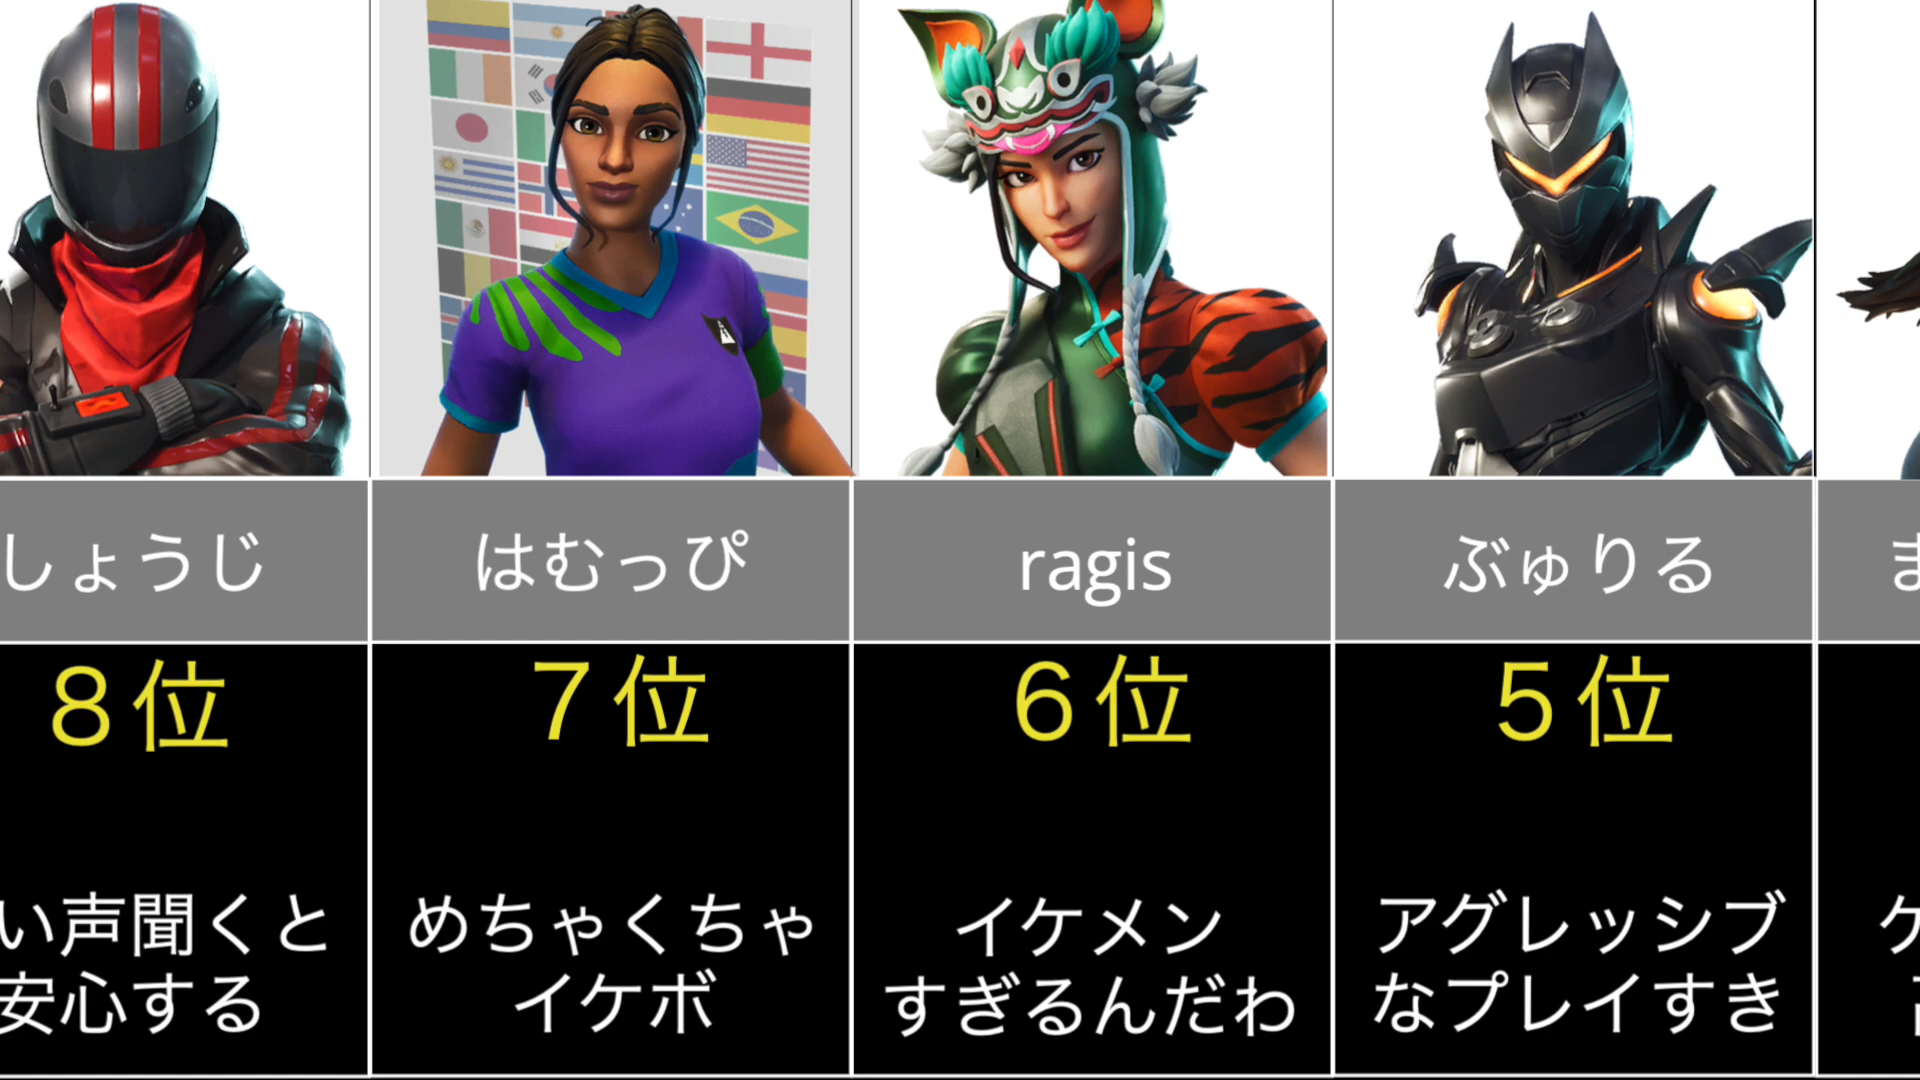 しょうじ
はむっぴ
ragis
ぶゅりる
ま
8位
7位
6位
5位
い声聞くと
安心する
めちゃくちゃ
イケボ
イケメン
すぎるんだわ
アグレッシブ
なプレイすき
ケ